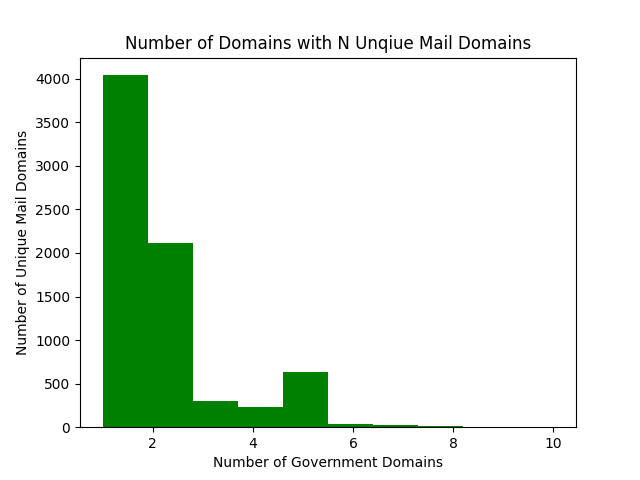 Number of Domains with N Unqiue Mail Domains
Number of Unique Mail Domains
4000
3500
3000
2500
2000
1500
1000
500
0
2 4 6 8 10
Number of Government Domains